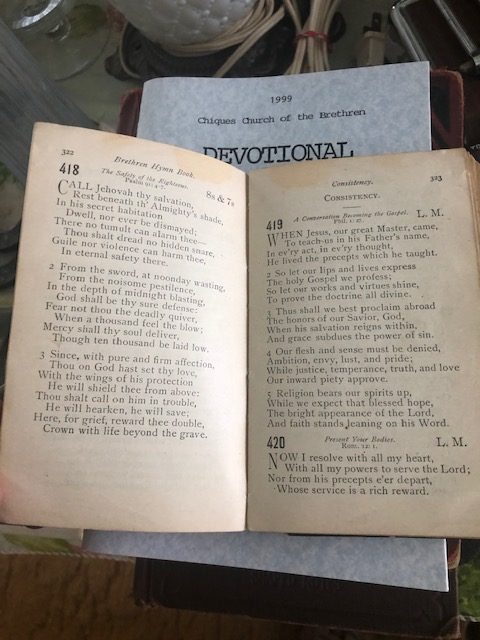 1999
Chiques Church of the Brethren
DEVOTIONAL
322
Brethren Hymn Book.
418
The Safety of the Righteous.
8s & 7s
Psalm 91: 4-7.
CALL Jehovah thy salvation,
Rest beneath th' Almighty's shade,
In his secret habitation
Dwell, nor ever be dismayed;
There no tumult can alarm thee—
Thou shalt dread no hidden snare,
Guile nor violence can harm thee,
In eternal safety there.
2 From the sword, at noonday wasting,
From the noisome pestilence,
In the depth of midnight blasting,
God shall be thy sure defense:
Fear not thou the deadly quiver,
When a thousand feel the blow;
Mercy shall thy soul deliver,
Though ten thousand be laid low.
3 Since, with pure and firm affection,
Thou on God hast set thy love,
With the wings of his protection
He will shield thee from above:
Thou shalt call on him in trouble,
He will hearken, he will save;
Here, for grief, reward thee double,
Crown with life beyond the grave.
Consistency.
323
CONSISTENCY.
419
A Conversation Becoming the Gospel.
L. M.
Phil. 1: 27.
WHEN Jesus, our great Master, came,
To teach us in his Father's name,
In ev'ry act, in ev'ry thought,
He lived the precepts which he taught.
2 So let our lips and lives express
The holy Gospel we profess;
So let our works and virtues shine,
To prove the doctrine all divine.
3 Thus shall we best proclaim abroad
The honors of our Savior, God,
When his salvation reigns within,
And grace subdues the power of sin.
4 Our flesh and sense must be denied,
Ambition, envy, lust, and pride;
While justice, temperance, truth, and love
Our inward piety approve.
5 Religion bears our spirits up,
While we expect that blessed hope,
The bright appearance of the Lord,
And faith stands leaning on his Word.
420
Present Your Bodies.
L. M.
Rom. 12: 1.
NOW I resolve with all my heart,
With all my powers to serve the Lord;
Nor from his precepts e'er depart,
Whose service is a rich reward.